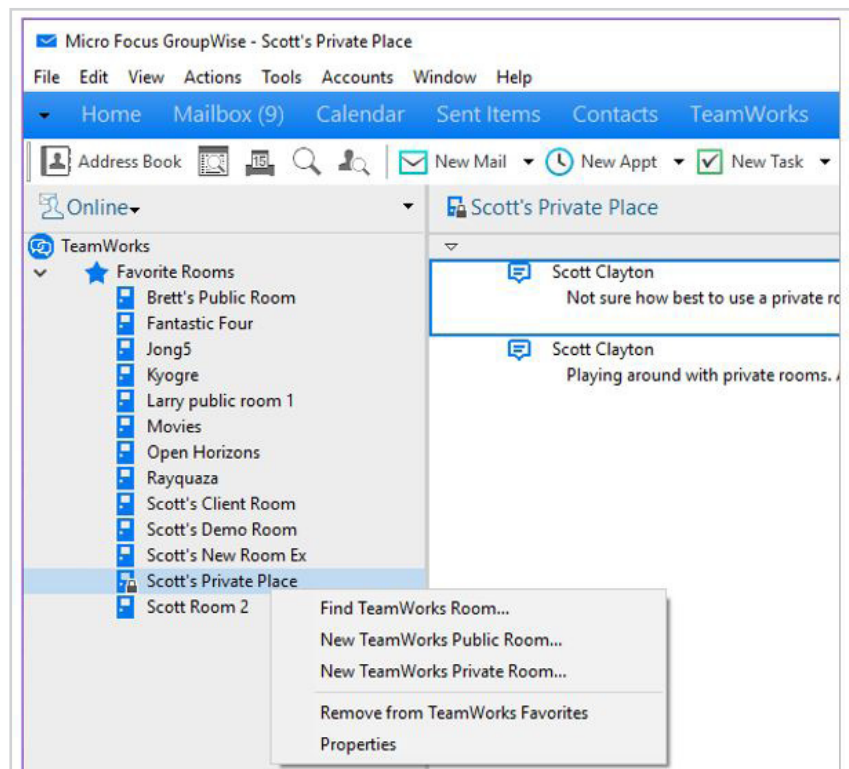 Micro Focus GroupWise - Scott's Private Place
File Edit View Actions Tools Accounts Window Help
Home Mailbox (9) Calendar Sent Items Contacts TeamWorks
Address Book 15 New Mail New Appt New Task
Online
Scott's Private Place
TeamWorks
Favorite Rooms
Brett's Public Room
Fantastic Four
Jong5
Kyogre
Larry public room 1
Movies
Open Horizons
Rayquaza
Scott's Client Room
Scott's Demo Room
Scott's New Room Ex
Scott's Private Place
Scott Room 2
Scott Clayton
Not sure how best to use a private
Scott Clayton
Playing around with private rooms.
Find TeamWorks Room...
New TeamWorks Public Room...
New TeamWorks Private Room...
Remove from TeamWorks Favorites
Properties